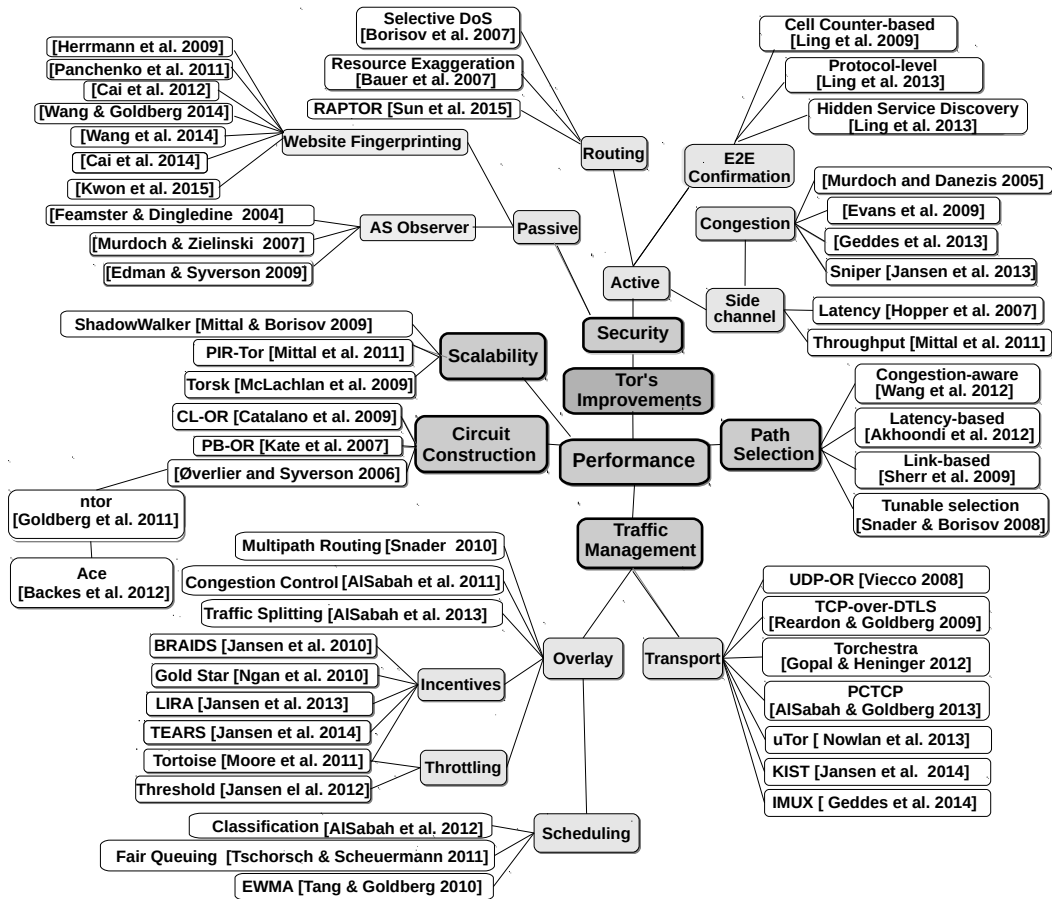 Selective DoS
[Borisov et al. 2007]
Resource Exaggeration
[Bauer et al. 2007]
RAPTOR [Sun et al. 2015]
Routing
Cell Counter-based
[Ling et al. 2009]
Protocol-level
[Ling et al. 2013]
Hidden Service Discovery
[Ling et al. 2013]
E2E
Confirmation
[Herrmann et al. 2009]
[Panchenko et al. 2011]
[Cai et al. 2012]
[Wang & Goldberg 2014]
[Wang et al. 2014]
[Cai et al. 2014]
[Kwon et al. 2015]
Website Fingerprinting
[Feamster & Dingledine 2004]
[Murdoch & Zielinski 2007]
[Edman & Syverson 2009]
AS Observer
Passive
Active
Congestion
[Murdoch and Danezis 2005]
[Evans et al. 2009]
[Geddes et al. 2013]
Sniper [Jansen et al. 2013]
Side
channel
Latency [Hopper et al. 2007]
Throughput [Mittal et al. 2011]
Security
Tor's
Improvements
Performance
ShadowWalker [Mittal & Borisov 2009]
PIR-Tor [Mittal et al. 2011]
Torsk [McLachlan et al. 2009]
Scalability
CL-OR [Catalano et al. 2009]
PB-OR [Kate et al. 2007]
[Øverlier and Syverson 2006]
Circuit
Construction
ntor
[Goldberg et al. 2011]
Ace
[Backes et al. 2012]
Path
Selection
Congestion-aware
[Wang et al. 2012]
Latency-based
[Akhoondi et al. 2012]
Link-based
[Sherr et al. 2009]
Tunable selection
[Snader & Borisov 2008]
Traffic
Management
Multipath Routing [Snader 2010]
Congestion Control [AlSabah et al. 2011]
Traffic Splitting [AlSabah et al. 2013]
BRAIDS [Jansen et al. 2010]
Gold Star [Ngan et al. 2010]
LIRA [Jansen et al. 2013]
TEARS [Jansen et al. 2014]
Tortoise [Moore et al. 2011]
Threshold [Jansen el al. 2012]
Incentives
Throttling
Overlay
Transport
UDP-OR [Viecco 2008]
TCP-over-DTLS
[Reardon & Goldberg 2009]
Torchestra
[Gopal & Heninger 2012]
PCTCP
[AlSabah & Goldberg 2013]
uTor [ Nowlan et al. 2013]
KIST [Jansen et al. 2014]
IMUX [ Geddes et al. 2014]
Scheduling
Classification [AlSabah et al. 2012]
Fair Queuing [Tschorsch & Scheuermann 2011]
EWMA [Tang & Goldberg 2010]